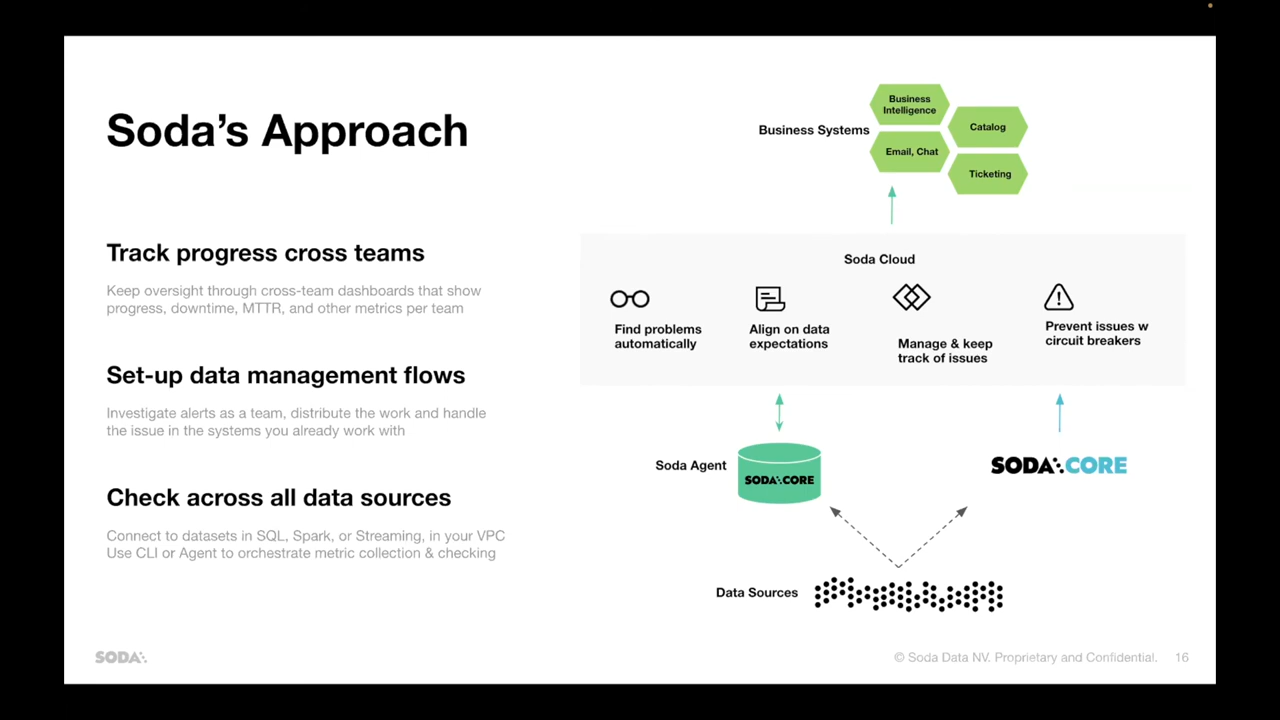 Soda's Approach
Track progress cross teams
Keep oversight through cross-team dashboards that show
progress, downtime, MTTR, and other metrics per team
Set-up data management flows
Investigate alerts as a team, distribute the work and handle
the issue in the systems you already work with
Check across all data sources
Connect to datasets in SQL, Spark, or Streaming, in your VPC
Use CLI or Agent to orchestrate metric collection & checking
Business Systems
Business
Intelligence
Catalog
Email, Chat
Ticketing
Soda Cloud
Find problems
automatically
Align on data
expectations
Manage & keep
track of issues
Prevent issues w
circuit breakers
Soda Agent
SODA CORE
SODA CORE
Data Sources
SODA
© Soda Data NV. Proprietary and Confidential.
16